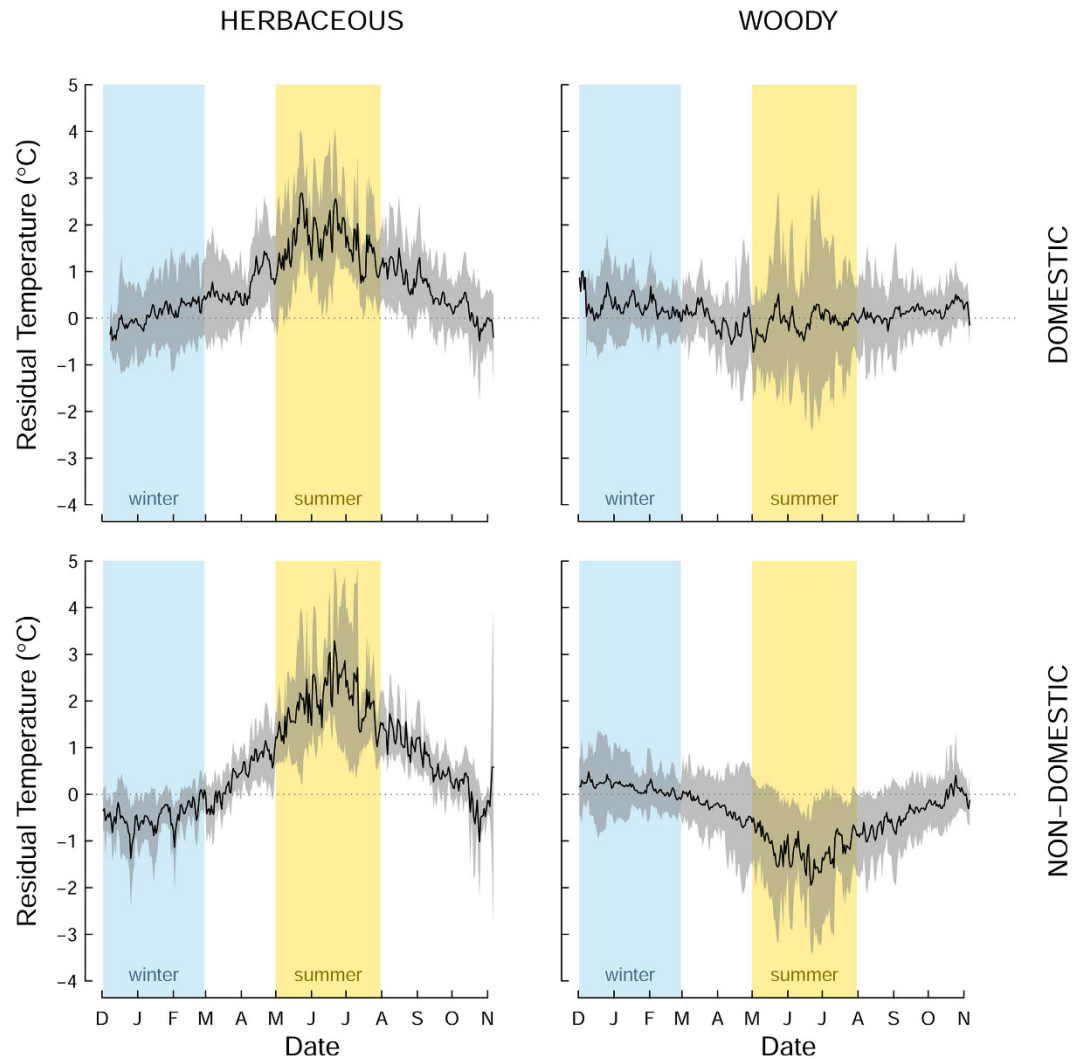 HERBACEOUS
WOODY
5
4
3
2
1
0
−1
−2
−3
−4
Residual Temperature (°C)
winter
summer
winter
summer
DOMESTIC
5
4
3
2
1
0
−1
−2
−3
−4
Residual Temperature (°C)
winter
summer
winter
summer
NON−DOMESTIC
D J F M A M J J A S O N
D J F M A M J J A S O N
Date
Date